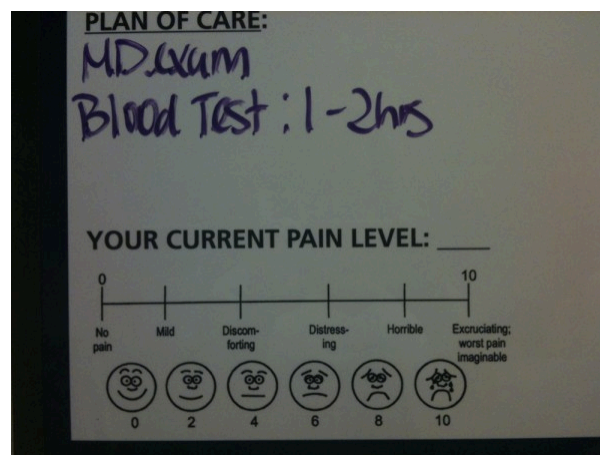 PLAN OF CARE:
MD.exam
Blood Test: 1-2hrs
YOUR CURRENT PAIN LEVEL: ____
0 10
No pain Mild Discom-forting Distress-ing Horrible Excruciating; worst pain imaginable
0 2 4 6 8 10